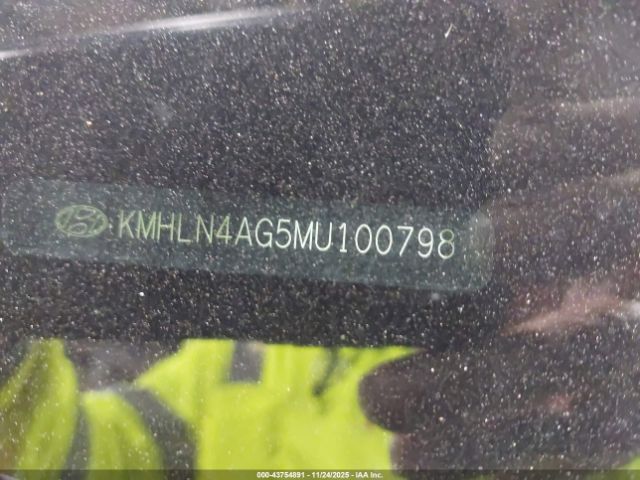 KMHLN4AG5MU100798
000-43754891 - 11/24/2025 - IAA Inc.